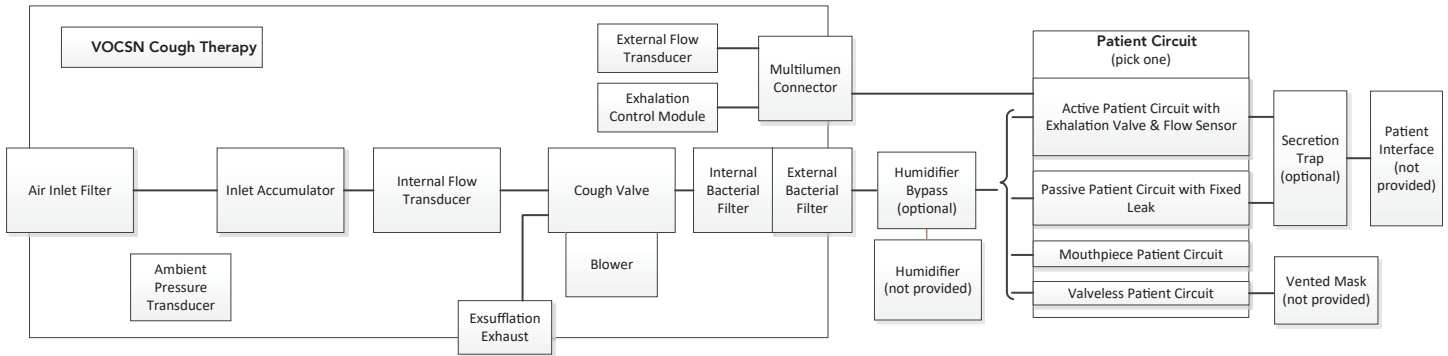 VOCSN Cough Therapy
External Flow
Transducer
Exhalation
Control Module
Multilumen
Connector
Patient Circuit
(pick one)
Active Patient Circuit with
Exhalation Valve & Flow Sensor
Passive Patient Circuit with Fixed
Leak
Mouthpiece Patient Circuit
Valveless Patient Circuit
Secretion
Trap
(optional)
Patient
Interface
(not
provided)
Vented Mask
(not provided)
Air Inlet Filter
Inlet Accumulator
Internal Flow
Transducer
Cough Valve
Internal
Bacterial
Filter
External
Bacterial
Filter
Humidifier
Bypass
(optional)
Humidifier
(not provided)
Blower
Ambient
Pressure
Transducer
Exsufflation
Exhaust